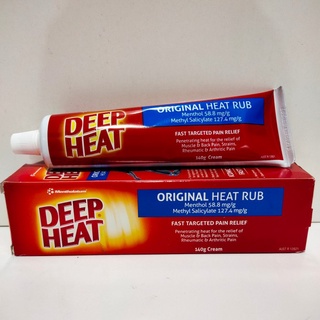 DEEP
HEAT
ORIGINAL HEAT RUB
Menthol 58.8 mg/g
Methyl Salicylate 127.4 mg/g
FAST TARGETED PAIN RELIEF
Penetrating heat for the relief of
Muscle & Back Pain, Strains,
Rheumatic & Arthritic Pain
140g Cream
DEEP
HEAT
ORIGINAL HEAT RUB
Menthol 58.8 mg/g
Methyl Salicylate 127.4 mg/g
FAST TARGETED PAIN RELIEF
Penetrating heat for the relief of
Muscle & Back Pain, Strains,
Rheumatic & Arthritic Pain
140g Cream